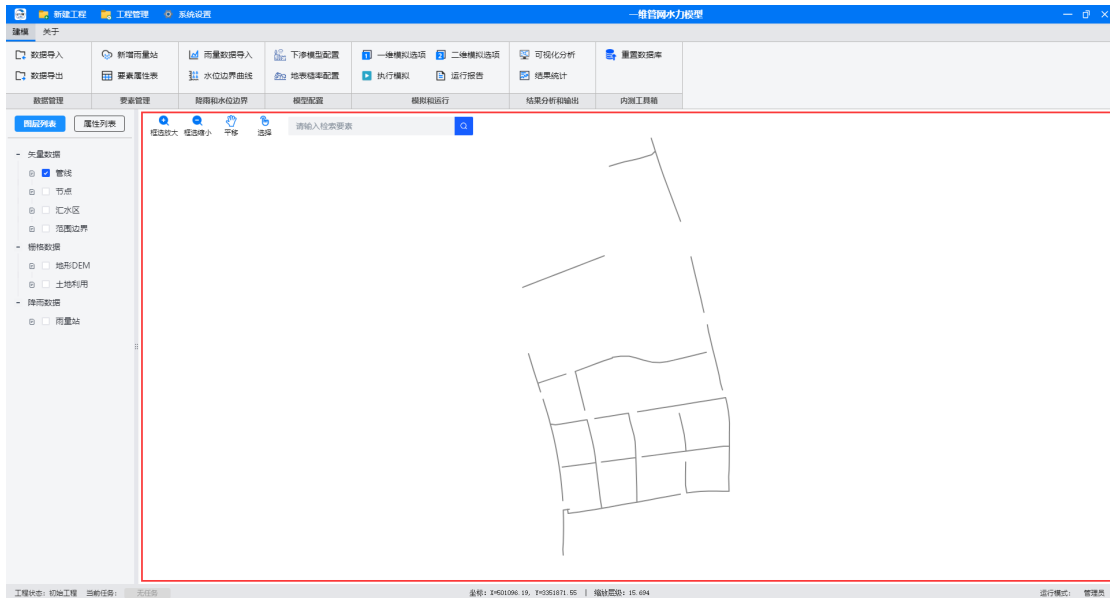 新建工程 工程管理 系统设置 一维管网水力模型
建模 关于
数据导入 新增雨量站 雨量数据导入 下渗模型配置 一维模拟选项 二维模拟选项 可视化分析 重置数据库
数据导出 要素属性表 水位边界曲线 地表糙率配置 执行模拟 运行报告 结果统计
数据管理 要素管理 降雨和水位边界 模型配置 模拟和运行 结果分析和输出 内测工具箱
图层列表 属性列表 框选放大 框选缩小 平移 选择 请输入检索要素
矢量数据
管线
节点
汇水区
范围边界
栅格数据
地形DEM
土地利用
降雨数据
雨量站
工程状态: 初始工程 当前任务: 无任务 坐标: X=501096.19, Y=3351871.55 | 缩放层级: 15.694 运行模式: 管理员